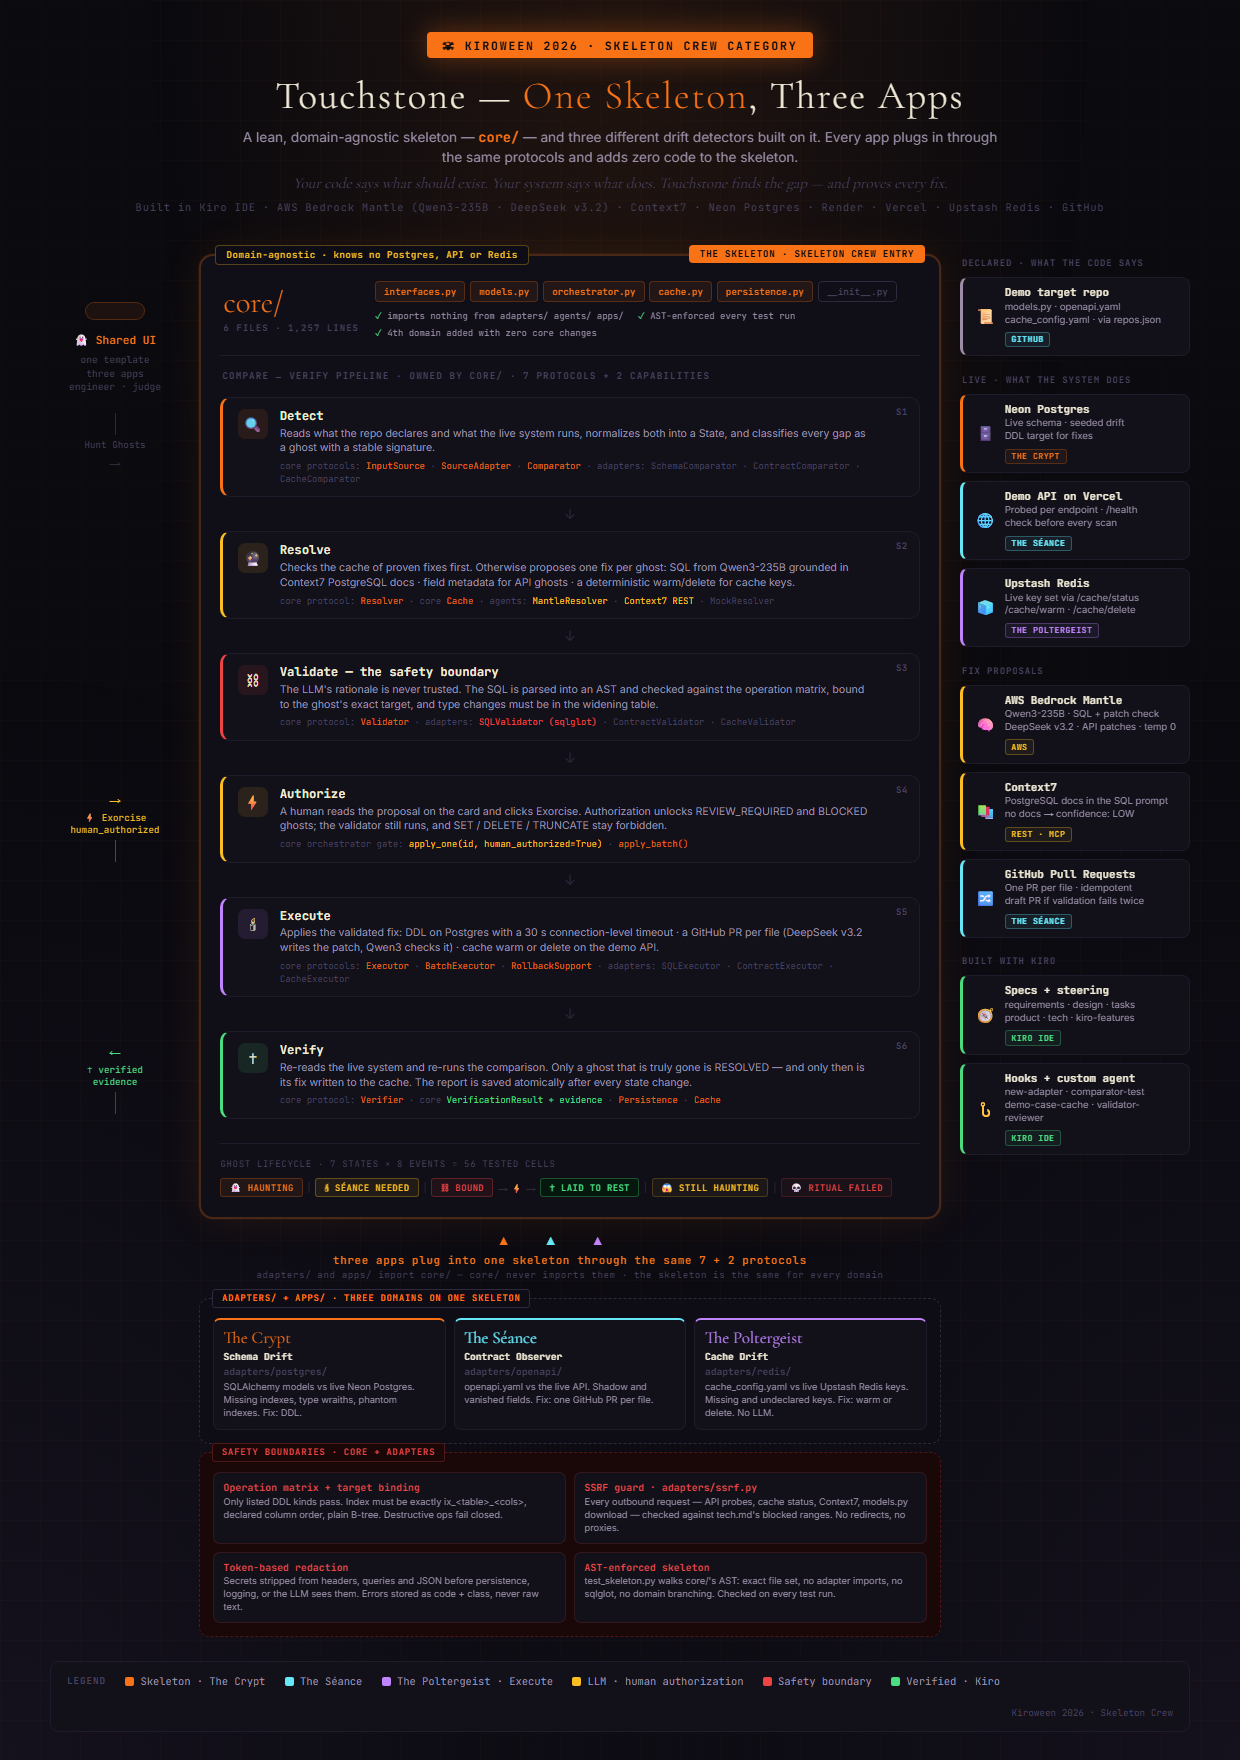 KIROWEEN 2026 · SKELETON CREW CATEGORY
Touchstone — One Skeleton, Three Apps
A lean, domain-agnostic skeleton — core/ — and three different drift detectors built on it. Every app plugs in through
the same protocols and adds zero code to the skeleton.
Your code says what should exist. Your system says what does. Touchstone finds the gap — and proves every fix.
Built in Kiro IDE · AWS Bedrock Mantle (Qwen3-235B · DeepSeek v3.2) · Context7 · Neon Postgres · Render · Vercel · Upstash Redis · GitHub
Shared UI
one template
three apps
engineer · judge
Hunt Ghosts
→
→
Exorcise
human_authorized
←
† verified
evidence
Domain-agnostic · knows no Postgres, API or Redis
THE SKELETON · SKELETON CREW ENTRY
core/
6 FILES · 1,257 LINES
interfaces.py models.py orchestrator.py cache.py persistence.py __init__.py
✓ imports nothing from adapters/ agents/ apps/ ✓ AST-enforced every test run
✓ 4th domain added with zero core changes
COMPARE — VERIFY PIPELINE · OWNED BY CORE/ · 7 PROTOCOLS + 2 CAPABILITIES
Detect S1
Reads what the repo declares and what the live system runs, normalizes both into a State, and classifies every gap as
a ghost with a stable signature.
core protocols: InputSource · SourceAdapter · Comparator · adapters: SchemaComparator · ContractComparator ·
CacheComparator
↓
Resolve S2
Checks the cache of proven fixes first. Otherwise proposes one fix per ghost: SQL from Qwen3-235B grounded in
Context7 PostgreSQL docs · field metadata for API ghosts · a deterministic warm/delete for cache keys.
core protocol: Resolver · core Cache · agents: MantleResolver · Context7 REST · MockResolver
↓
Validate — the safety boundary S3
The LLM's rationale is never trusted. The SQL is parsed into an AST and checked against the operation matrix, bound
to the ghost's exact target, and type changes must be in the widening table.
core protocol: Validator · adapters: SQLValidator (sqlglot) · ContractValidator · CacheValidator
↓
Authorize S4
A human reads the proposal on the card and clicks Exorcise. Authorization unlocks REVIEW_REQUIRED and BLOCKED
ghosts; the validator still runs, and SET / DELETE / TRUNCATE stay forbidden.
core orchestrator gate: apply_one(id, human_authorized=True) · apply_batch()
↓
Execute S5
Applies the validated fix: DDL on Postgres with a 30 s connection-level timeout · a GitHub PR per file (DeepSeek v3.2
writes the patch, Qwen3 checks it) · cache warm or delete on the demo API.
core protocols: Executor · BatchExecutor · RollbackSupport · adapters: SQLExecutor · ContractExecutor ·
CacheExecutor
↓
† Verify S6
Re-reads the live system and re-runs the comparison. Only a ghost that is truly gone is RESOLVED — and only then is
its fix written to the cache. The report is saved atomically after every state change.
core protocol: Verifier · core VerificationResult + evidence · Persistence · Cache
GHOST LIFECYCLE · 7 STATES × 8 EVENTS = 56 TESTED CELLS
HAUNTING | SÉANCE NEEDED | BOUND — — † LAID TO REST | STILL HAUNTING | RITUAL FAILED
DECLARED · WHAT THE CODE SAYS
Demo target repo
models.py · openapi.yaml
cache_config.yaml · via repos.json
GITHUB
LIVE · WHAT THE SYSTEM DOES
Neon Postgres
Live schema · seeded drift
DDL target for fixes
THE CRYPT
Demo API on Vercel
Probed per endpoint · /health
check before every scan
THE SÉANCE
Upstash Redis
Live key set via /cache/status
/cache/warm · /cache/delete
THE POLTERGEIST
FIX PROPOSALS
AWS Bedrock Mantle
Qwen3-235B · SQL + patch check
DeepSeek v3.2 · API patches · temp 0
AWS
Context7
PostgreSQL docs in the SQL prompt
no docs → confidence: LOW
REST · MCP
GitHub Pull Requests
One PR per file · idempotent
draft PR if validation fails twice
THE SÉANCE
BUILT WITH KIRO
Specs + steering
requirements · design · tasks
product · tech · kiro-features
KIRO IDE
Hooks + custom agent
new-adapter · comparator-test
demo-case-cache · validator-
reviewer
KIRO IDE
▲ ▲ ▲
three apps plug into one skeleton through the same 7 + 2 protocols
adapters/ and apps/ import core/ — core/ never imports them · the skeleton is the same for every domain
ADAPTERS/ + APPS/ · THREE DOMAINS ON ONE SKELETON
The Crypt
Schema Drift
adapters/postgres/
SQLAlchemy models vs live Neon Postgres.
Missing indexes, type wraiths, phantom
indexes. Fix: DDL.
The Séance
Contract Observer
adapters/openapi/
openapi.yaml vs the live API. Shadow and
vanished fields. Fix: one GitHub PR per file.
The Poltergeist
Cache Drift
adapters/redis/
cache_config.yaml vs live Upstash Redis keys.
Missing and undeclared keys. Fix: warm or
delete. No LLM.
SAFETY BOUNDARIES · CORE + ADAPTERS
Operation matrix + target binding
Only listed DDL kinds pass. Index must be exactly ix_<table>_<cols>,
declared column order, plain B-tree. Destructive ops fail closed.
SSRF guard · adapters/ssrf.py
Every outbound request — API probes, cache status, Context7, models.py
download — checked against tech.md's blocked ranges. No redirects, no
proxies.
Token-based redaction
Secrets stripped from headers, queries and JSON before persistence,
logging, or the LLM sees them. Errors stored as code + class, never raw
text.
AST-enforced skeleton
test_skeleton.py walks core/'s AST: exact file set, no adapter imports, no
sqlglot, no domain branching. Checked on every test run.
LEGEND Skeleton · The Crypt The Séance The Poltergeist · Execute LLM · human authorization Safety boundary Verified · Kiro
Kiroween 2026 · Skeleton Crew